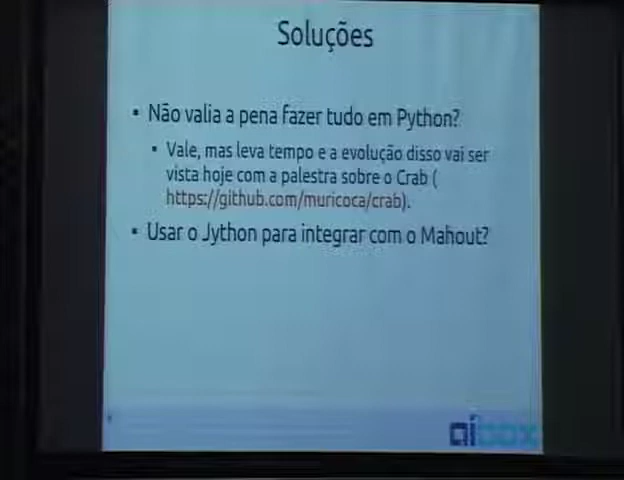 Soluções
Não valia a pena fazer tudo em Python?
Vale, mas leva tempo e a evolução disso vai ser
vista hoje com a palestra sobre o Crab (
https://github.com/muricoca/crab).
Usar o Jython para integrar com o Mahout?
aibox